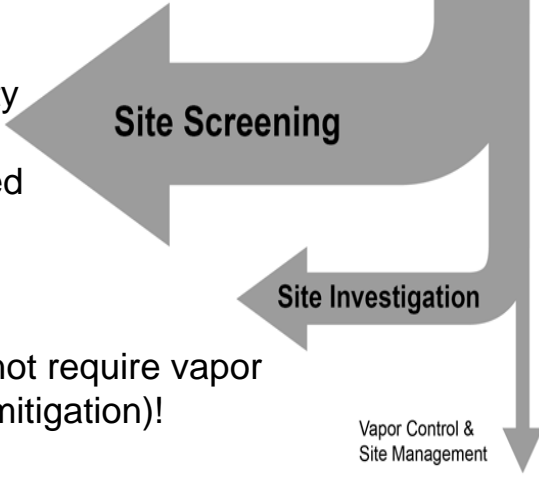 y
Site Screening
ed
Site Investigation
not require vapor
mitigation)!
Vapor Control &
Site Management